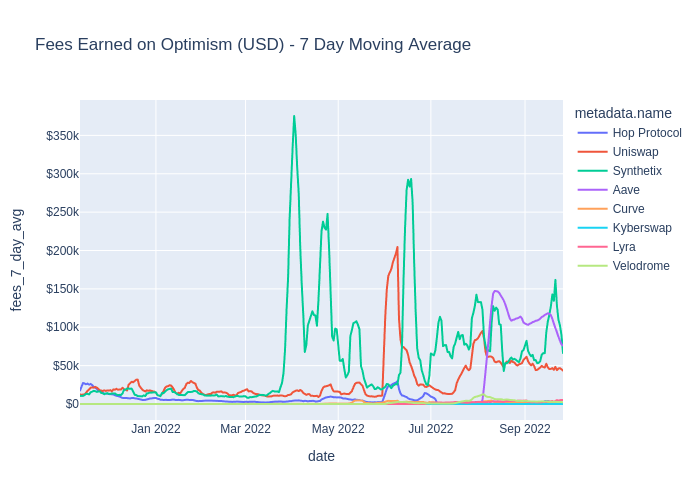 Fees Earned on Optimism (USD) - 7 Day Moving Average
metadata.name
Hop Protocol
Uniswap
Synthetix
Aave
Curve
Kyberswap
Lyra
Velodrome
fees_7_day_avg
$350k
$300k
$250k
$200k
$150k
$100k
$50k
$0
Jan 2022
Mar 2022
May 2022
Jul 2022
Sep 2022
date